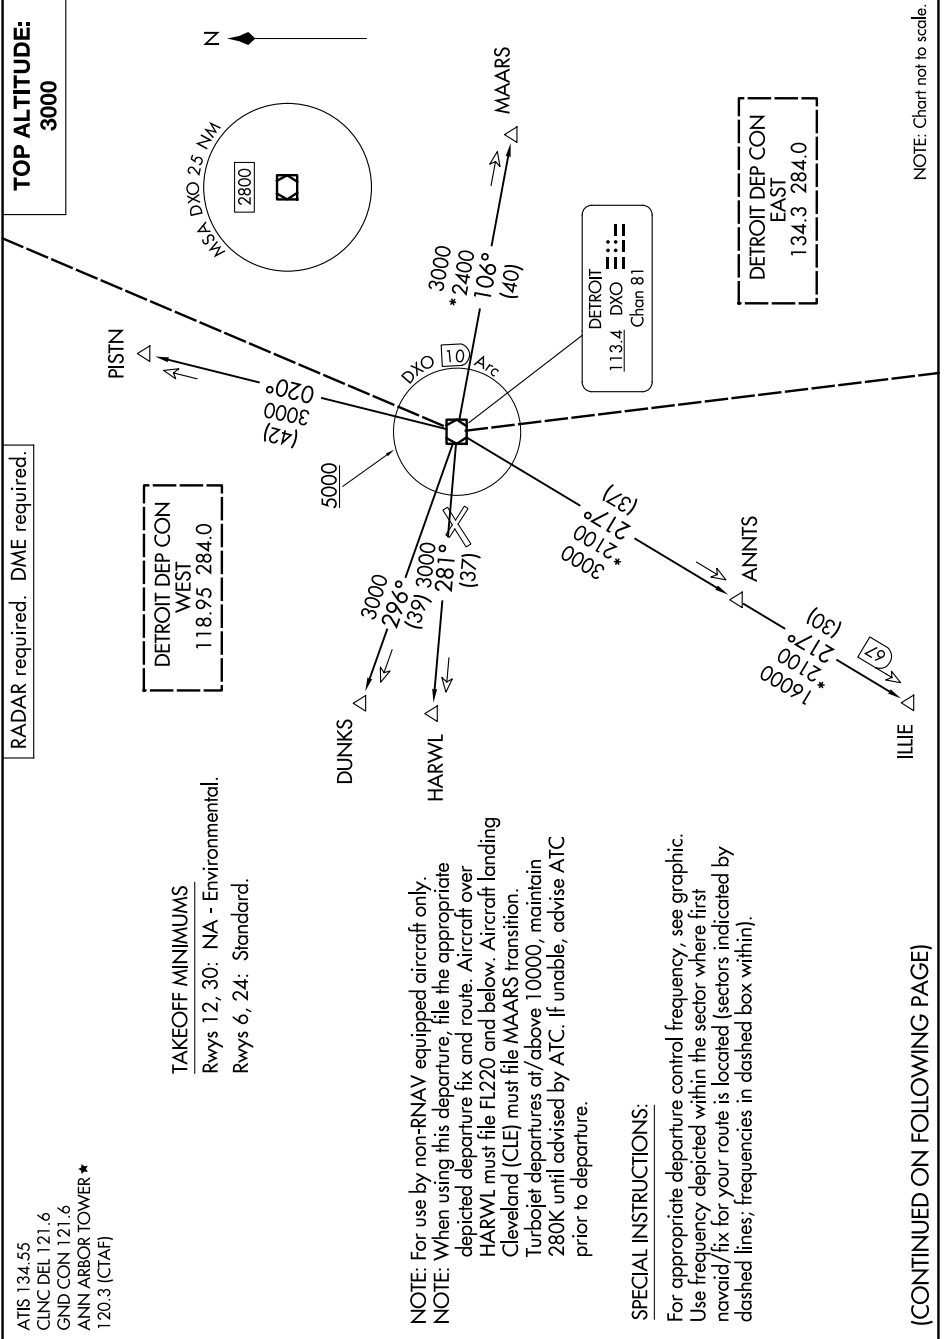 ATIS 134.55
CLNC DEL 121.6
GND CON 121.6
ANN ARBOR TOWER ★
120.3 (CTAF)
RADAR required. DME required.
TOP ALTITUDE:
3000
TAKEOFF MINIMUMS
Rwys 12, 30: NA - Environmental.
Rwys 6, 24: Standard.
DETROIT DEP CON
WEST
118.95 284.0
PISTN
3000
020°
(42)
N
MSA DXO 25 NM
2800
5000
DXO 10 Arc
3000
*2400
106°
(40)
MAARS
DUNKS
3000
296°
(39)
HARWL
3000
281°
(37)
DETROIT
113.4 DXO
Chan 81
3000
*2100
217°
(37)
ANNTS
16000
*2100
217°
(30)
67
ILLIE
DETROIT DEP CON
EAST
134.3 284.0
NOTE: For use by non-RNAV equipped aircraft only.
NOTE: When using this departure, file the appropriate
depicted departure fix and route. Aircraft over
HARWL must file FL220 and below. Aircraft landing
Cleveland (CLE) must file MAARS transition.
Turbojet departures at/above 10000, maintain
280K until advised by ATC. If unable, advise ATC
prior to departure.
SPECIAL INSTRUCTIONS:
For appropriate departure control frequency, see graphic.
Use frequency depicted within the sector where first
navaid/fix for your route is located (sectors indicated by
dashed lines; frequencies in dashed box within).
NOTE: Chart not to scale.
(CONTINUED ON FOLLOWING PAGE)